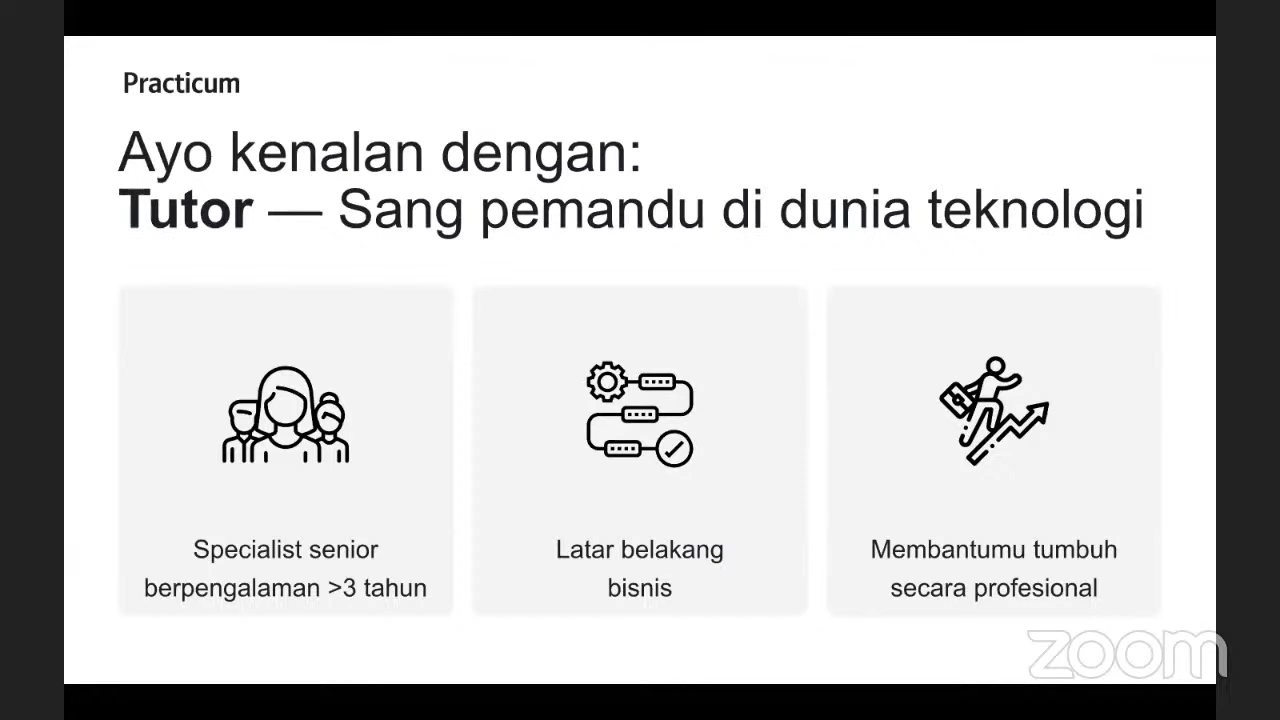 Practicum
Ayo kenalan dengan:
Tutor — Sang pemandu di dunia teknologi
Specialist senior
berpengalaman >3 tahun
Latar belakang
bisnis
Membantumu tumbuh
secara profesional
zoom